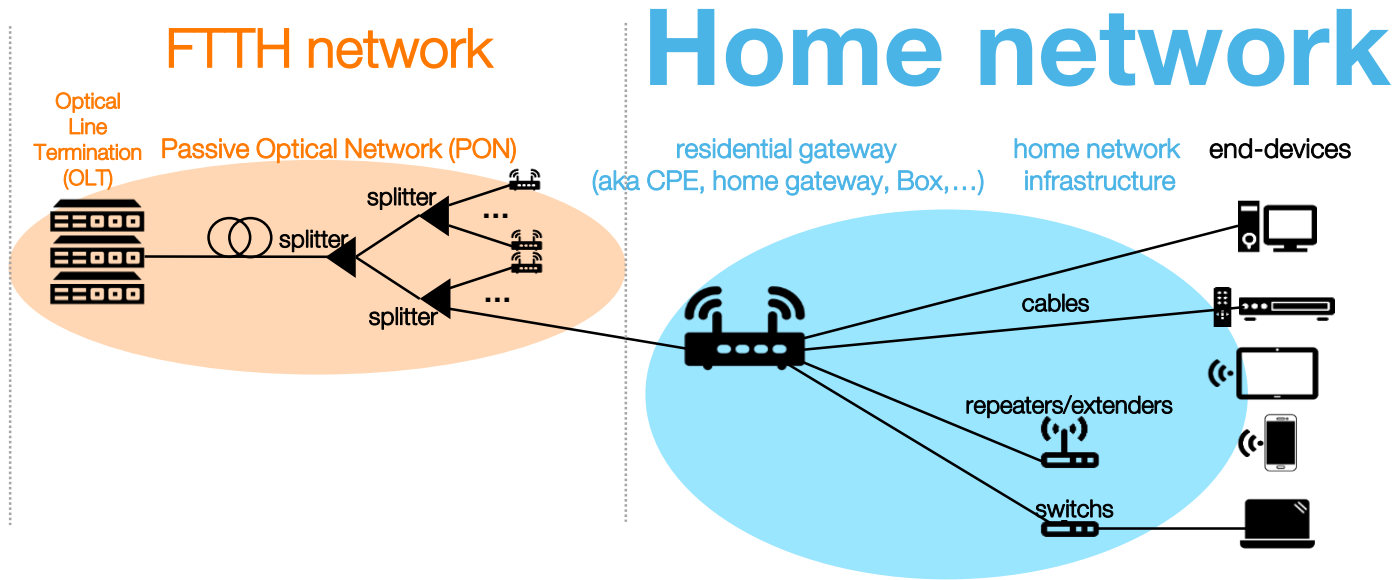 FTTH network
Home network
Optical
Line
Termination
(OLT)
Passive Optical Network (PON)
residential gateway
(aka CPE, home gateway, Box,...)
home network
infrastructure
end-devices
splitter
...
splitter
...
splitter
cables
repeaters/extenders
switchs